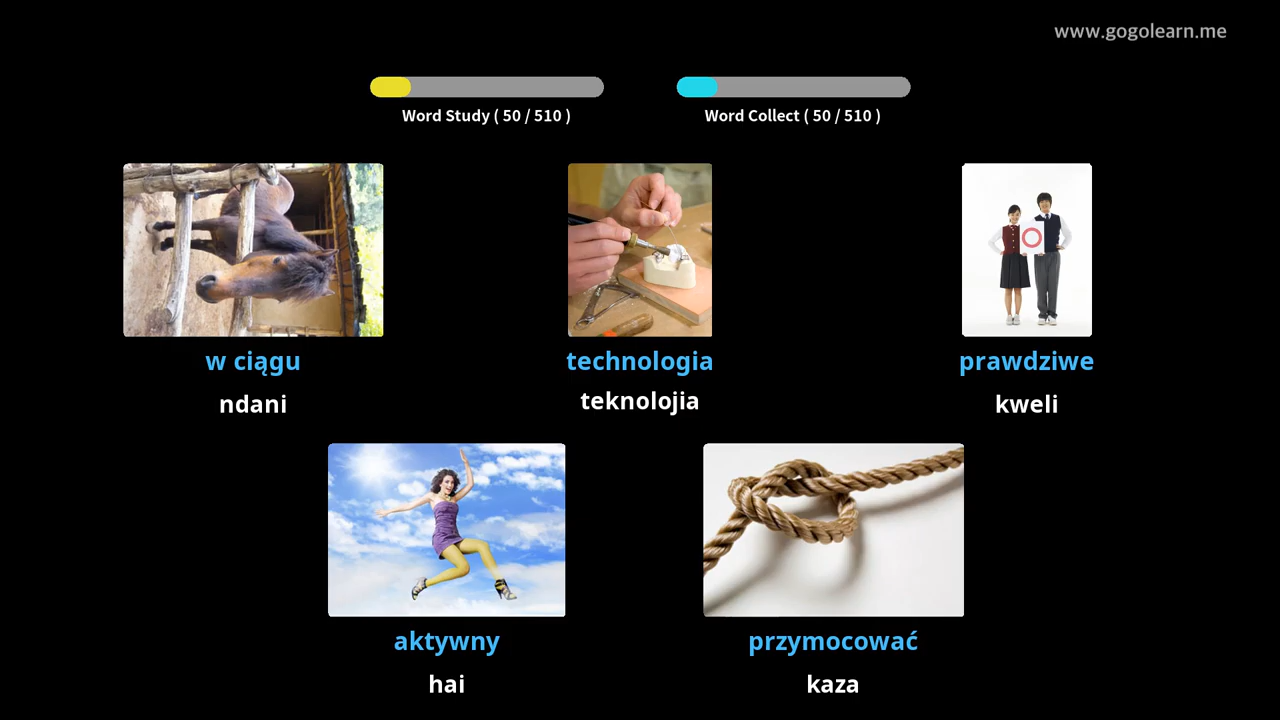 www.gogolearn.me
Word Study ( 50 / 510 )
Word Collect ( 50 / 510 )
w ciągu
ndani
technologia
teknolojia
prawdziwe
kweli
aktywny
hai
przymocować
kaza